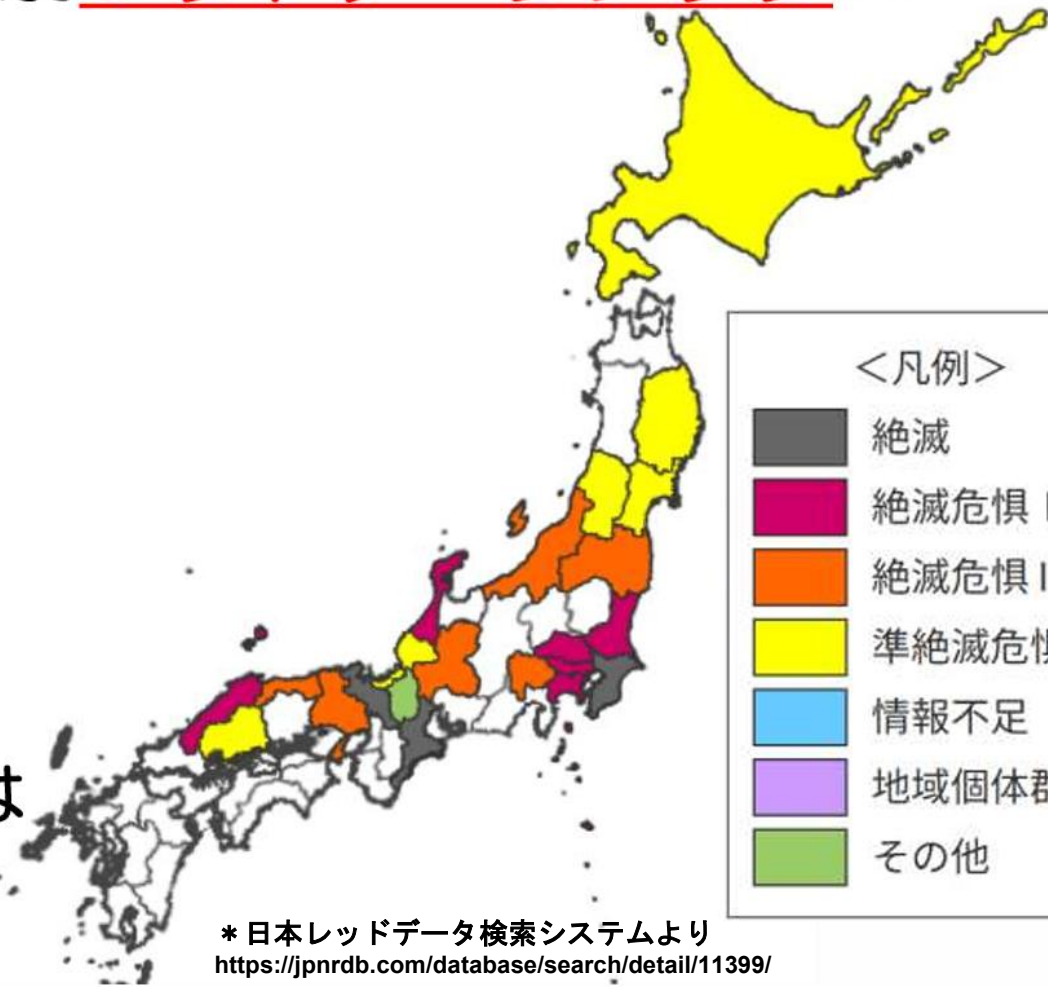 は
＜凡例＞
絶滅
絶滅危惧 I
絶滅危惧 I
準絶滅危惧
情報不足
地域個体群
その他
＊日本レッドデータ検索システムより
https://jpnrdb.com/database/search/detail/11399/